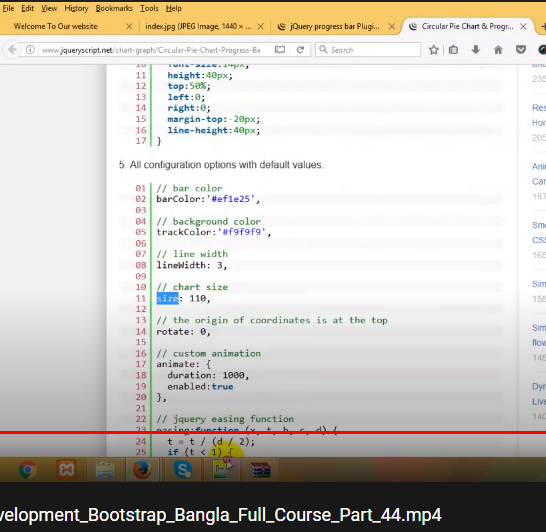 File Edit View History Bookmarks Tools Help
Welcome To Our website
index.jpg (JPEG Image, 1440 × ...
jQuery progress bar Plugi...
Circular Pie Chart & Progr...
www.jqueryscript.net/chart-graph/Circular-Pie-Chart-Progress-Ba
Search
10 font-size:14px;
11 height:40px;
12 top:50%;
13 left:0;
14 right:0;
15 margin-top:-20px;
16 line-height:40px;
17 }
5. All configuration options with default values.
01 // bar color
02 barColor:'#ef1e25',
03
04 // background color
05 trackColor:'#f9f9f9',
06
07 // line width
08 lineWidth: 3,
09
10 // chart size
11 size: 110,
12
13 // the origin of coordinates is at the top
14 rotate: 0,
15
16 // custom animation
17 animate: {
18 duration: 1000,
19 enabled:true
20 },
21
22 // jquery easing function
easing:function (x, t, b, c, d) {
24 t = t / (d / 2);
25 if (t < 1) {
235
Res
Hor
205
Ani
Car
187
Smo
CSS
165
Sim
158
Sim
flow
148
Dyn
Live
140
velopment_Bootstrap_Bangla_Full_Course_Part_44.mp4